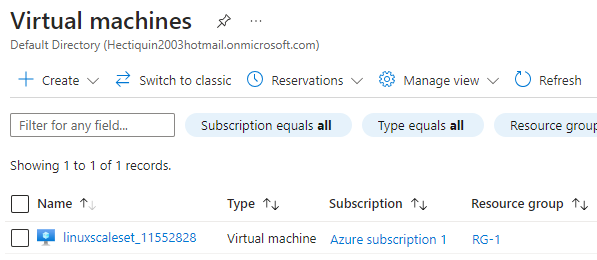 Virtual machines
Default Directory (Hectiquin2003hotmail.onmicrosoft.com)
Create Switch to classic Reservations Manage view Refresh
Filter for any field... Subscription equals all Type equals all Resource group
Showing 1 to 1 of 1 records.
Name Type Subscription Resource group
linuxscaleset_11552828 Virtual machine Azure subscription 1 RG-1